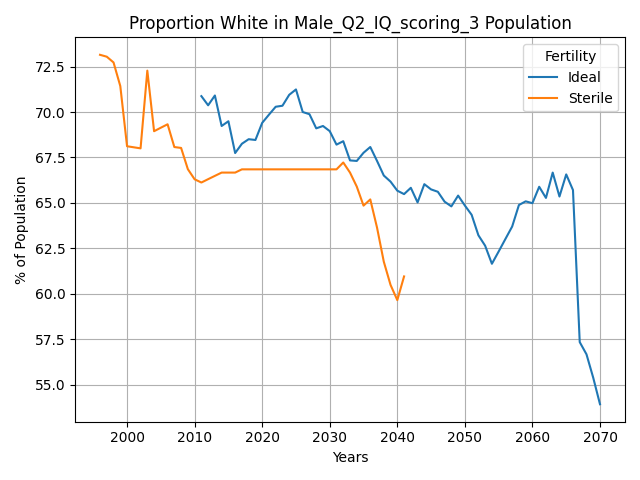 Proportion White in Male_Q2_IQ_scoring_3 Population
% of Population
72.5
70.0
67.5
65.0
62.5
60.0
57.5
55.0
Fertility
Ideal
Sterile
2000 2010 2020 2030 2040 2050 2060 2070
Years